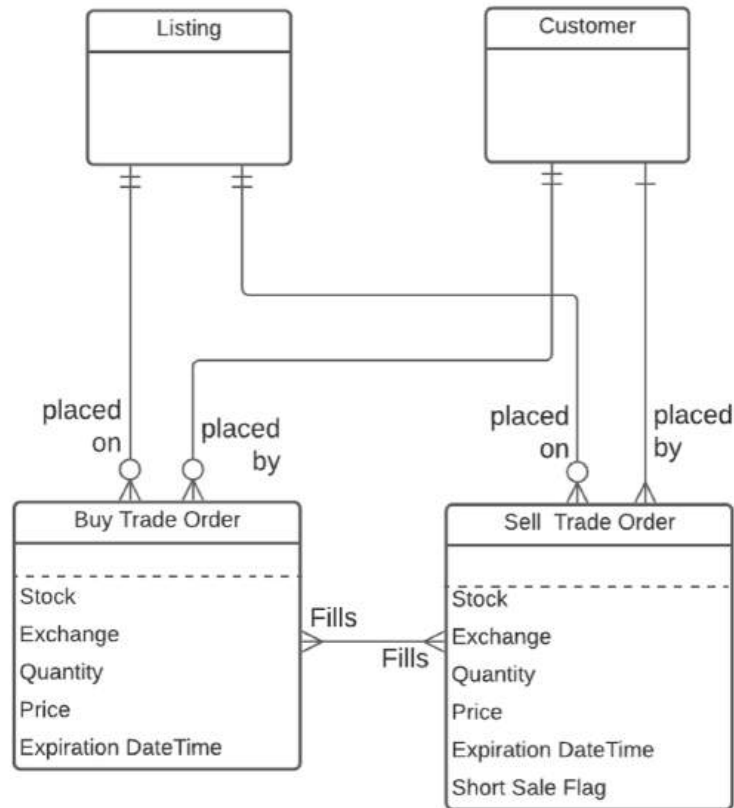 Listing
Customer
placed
on
placed
by
placed
on
placed
by
Buy Trade Order
Stock
Exchange
Quantity
Price
Expiration DateTime
Fills
Fills
Sell Trade Order
Stock
Exchange
Quantity
Price
Expiration DateTime
Short Sale Flag